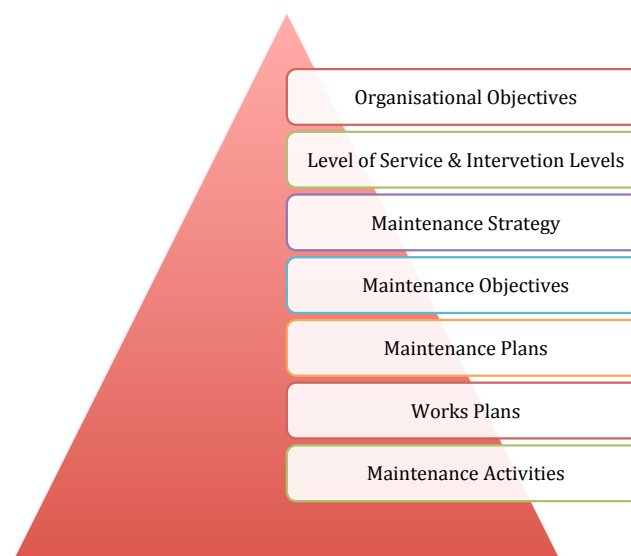 Organisational Objectives
Level of Service & Intervetion Levels
Maintenance Strategy
Maintenance Objectives
Maintenance Plans
Works Plans
Maintenance Activities